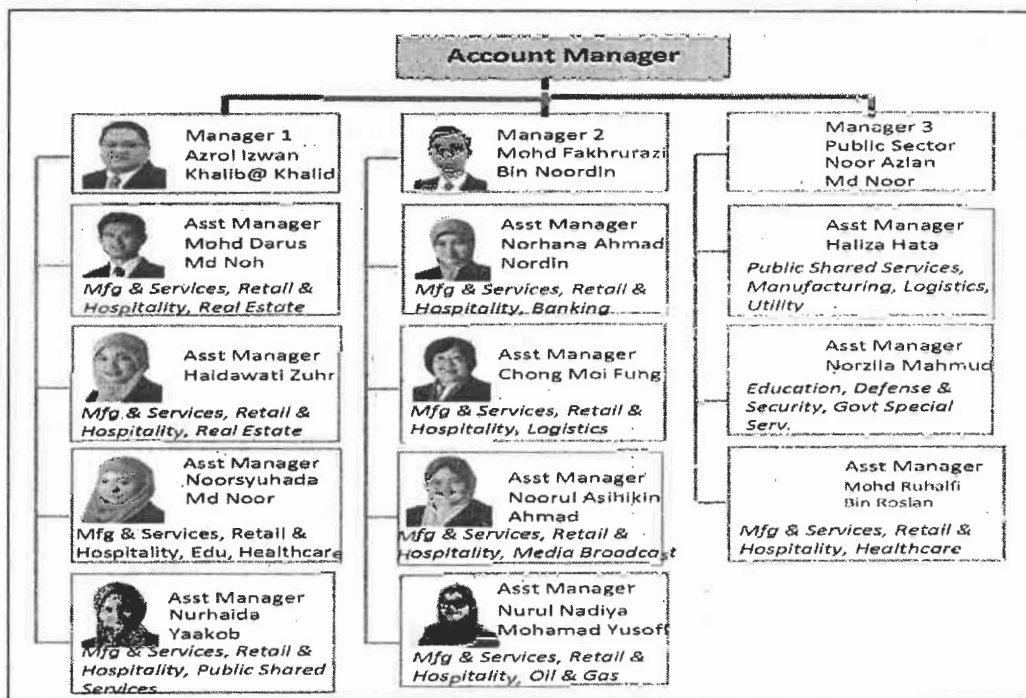 Account Manager
Manager 1
Azrol Izwan
Khalib@ Khalid
Asst Manager
Mohd Darus
Md Noh
Mfg & Services, Retail &
Hospitality, Real Estate
Asst Manager
Haidawati Zuhr
Mfg & Services, Retail &
Hospitality, Real Estate
Asst Manager
Noorsyuhada
Md Noor
Mfg & Services, Retail &
Hospitality, Edu, Healthcare
Asst Manager
Nurhaida
Yaakob
Mfg & Services, Retail &
Hospitality, Public Shared
Services
Manager 2
Mohd Fakhrurazi
Bin Noordin
Asst Manager
Norhana Ahmad
Nordin
Mfg & Services, Retail &
Hospitality, Banking
Asst Manager
Chong Moi Fung
Mfg & Services, Retail &
Hospitality, Logistics
Asst Manager
Noorul Asihikin
Ahmad
Mfg & Services, Retail &
Hospitality, Media Broadcast
Asst Manager
Nurul Nadiya
Mohamad Yusoff
Mfg & Services, Retail &
Hospitality, Oil & Gas
Manager 3
Public Sector
Noor Azlan
Md Noor
Asst Manager
Haliza Hata
Public Shared Services,
Manufacturing, Logistics,
Utility
Asst Manager
Norzila Mahmud
Education, Defense &
Security, Govt Special
Serv.
Asst Manager
Mohd Ruhalfi
Bin Roslan
Mfg & Services, Retail &
Hospitality, Healthcare